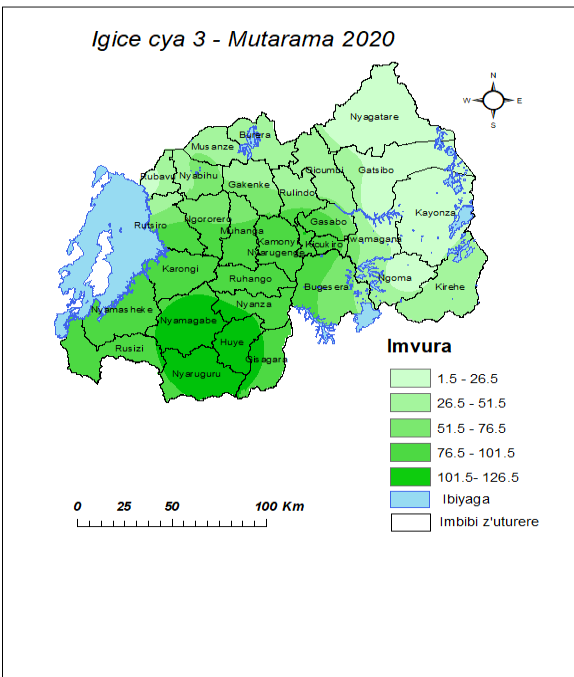 Igice cya 3 - Mutarama 2020
N
W E
S
Nyagatare
Burera
Musanze
Gicumbi
Gatsibo
Rubavu
Nyabihu
Gakenke
Rulindo
Kayonza
Rutsiro
Ngororero
Muhanga
Gasabo
Kamonyi
Rwamagana
Kicukiro
Nyarugenge
Karongi
Ruhango
Ngoma
Bugesera
Kirehe
Nyamasheke
Nyanza
Nyamagabe
Huye
Rusizi
Gisagara
Nyaruguru
Imvura
1.5 - 26.5
26.5 - 51.5
51.5 - 76.5
76.5 - 101.5
101.5- 126.5
Ibiyaga
Imbibi z'uturere
0 25 50 100 Km